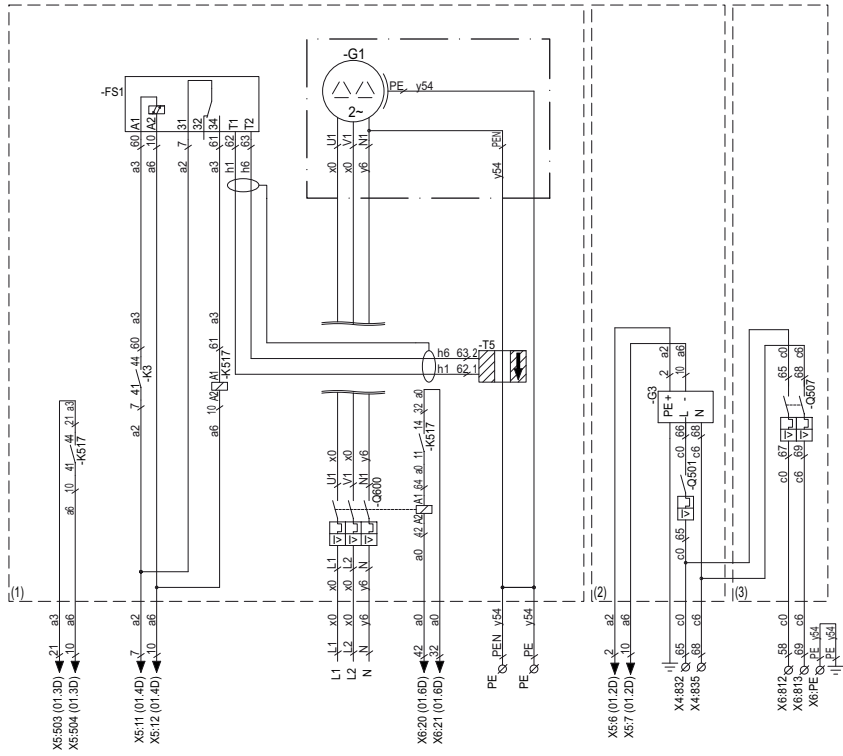 -G1
PE y54
2~
-FS1
A1 A2 31 32 34 T1 T2
60 10 7 61 62 63
a3 a6 a2 a3 h1 h6
U1 V1 N1 PEN
x0 x0 y6 y54
a3 a3
60 61
44 -K3 41
A1 -K517 A2
7 10
a2 a6
-T5
h6 63 2
h1 62 1
a0 a3
32 21
14 -K517 11
44 -K517 41
64 10
a0 a6
x0 x0 y6
U1 V1 N1
-Q600
I> I> I>
A1 A2
42
a0
L1 L2 N
x0 x0 y6
a2 a6
2 10
-G3
PE + L - N
66 68
c0 c6
-Q501
I>
65
c0
c0 c6
65 68
-Q507
I> I>
67 69
c0 c6
(1)
(2)
(3)
a3 a6 a2 a6 x0 x0 y6 a0 a0 y54 y54 a2 a6 c0 c6 c0 c6 y54 y54
21 10 7 10 L1 L2 N 42 32 PEN PE 2 10 65 68 58 69 PE PE
X5:503 (01.3D)
X5:504 (01.3D)
X5:11 (01.4D)
X5:12 (01.4D)
L1
L2
N
X6:20 (01.6D)
X6:21 (01.6D)
PE
PE
X5:6 (01.2D)
X5:7 (01.2D)
X4:832
X4:835
X6:812
X6:813
X6:PE